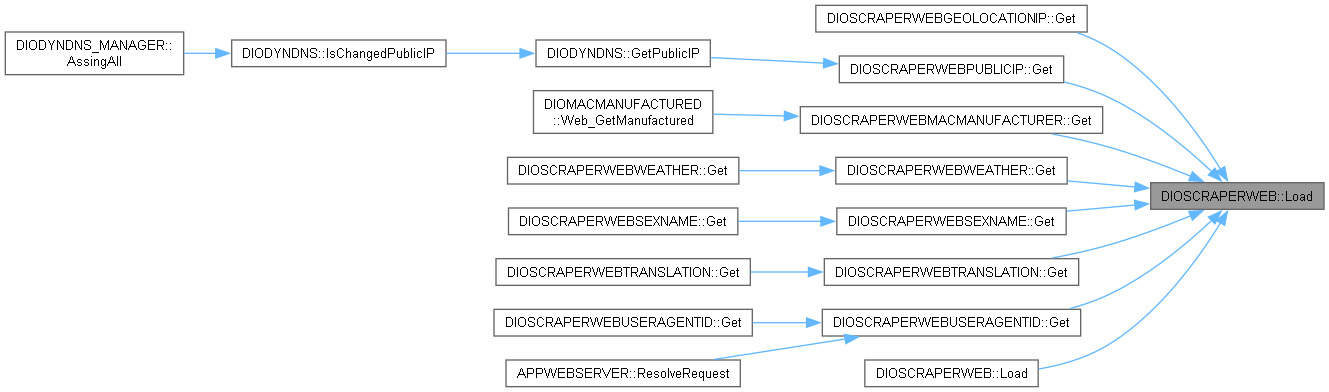 DIOSCRAPERWEBGEOLOCATIONIP::Get
DIODYNDNS_MANAGER::
AssingAll
DIODYNDNS::IsChangedPublicIP
DIODYNDNS::GetPublicIP
DIOSCRAPERWEBPUBLICIP::Get
DIOMACMANUFACTURED
::Web_GetManufactured
DIOSCRAPERWEBMACMANUFACTURER::Get
DIOSCRAPERWEBWEATHER::Get
DIOSCRAPERWEBWEATHER::Get
DIOSCRAPERWEB::Load
DIOSCRAPERWEBSEXNAME::Get
DIOSCRAPERWEBSEXNAME::Get
DIOSCRAPERWEBTRANSLATION::Get
DIOSCRAPERWEBTRANSLATION::Get
DIOSCRAPERWEBUSERAGENTID::Get
DIOSCRAPERWEBUSERAGENTID::Get
APPWEBSERVER::ResolveRequest
DIOSCRAPERWEB::Load